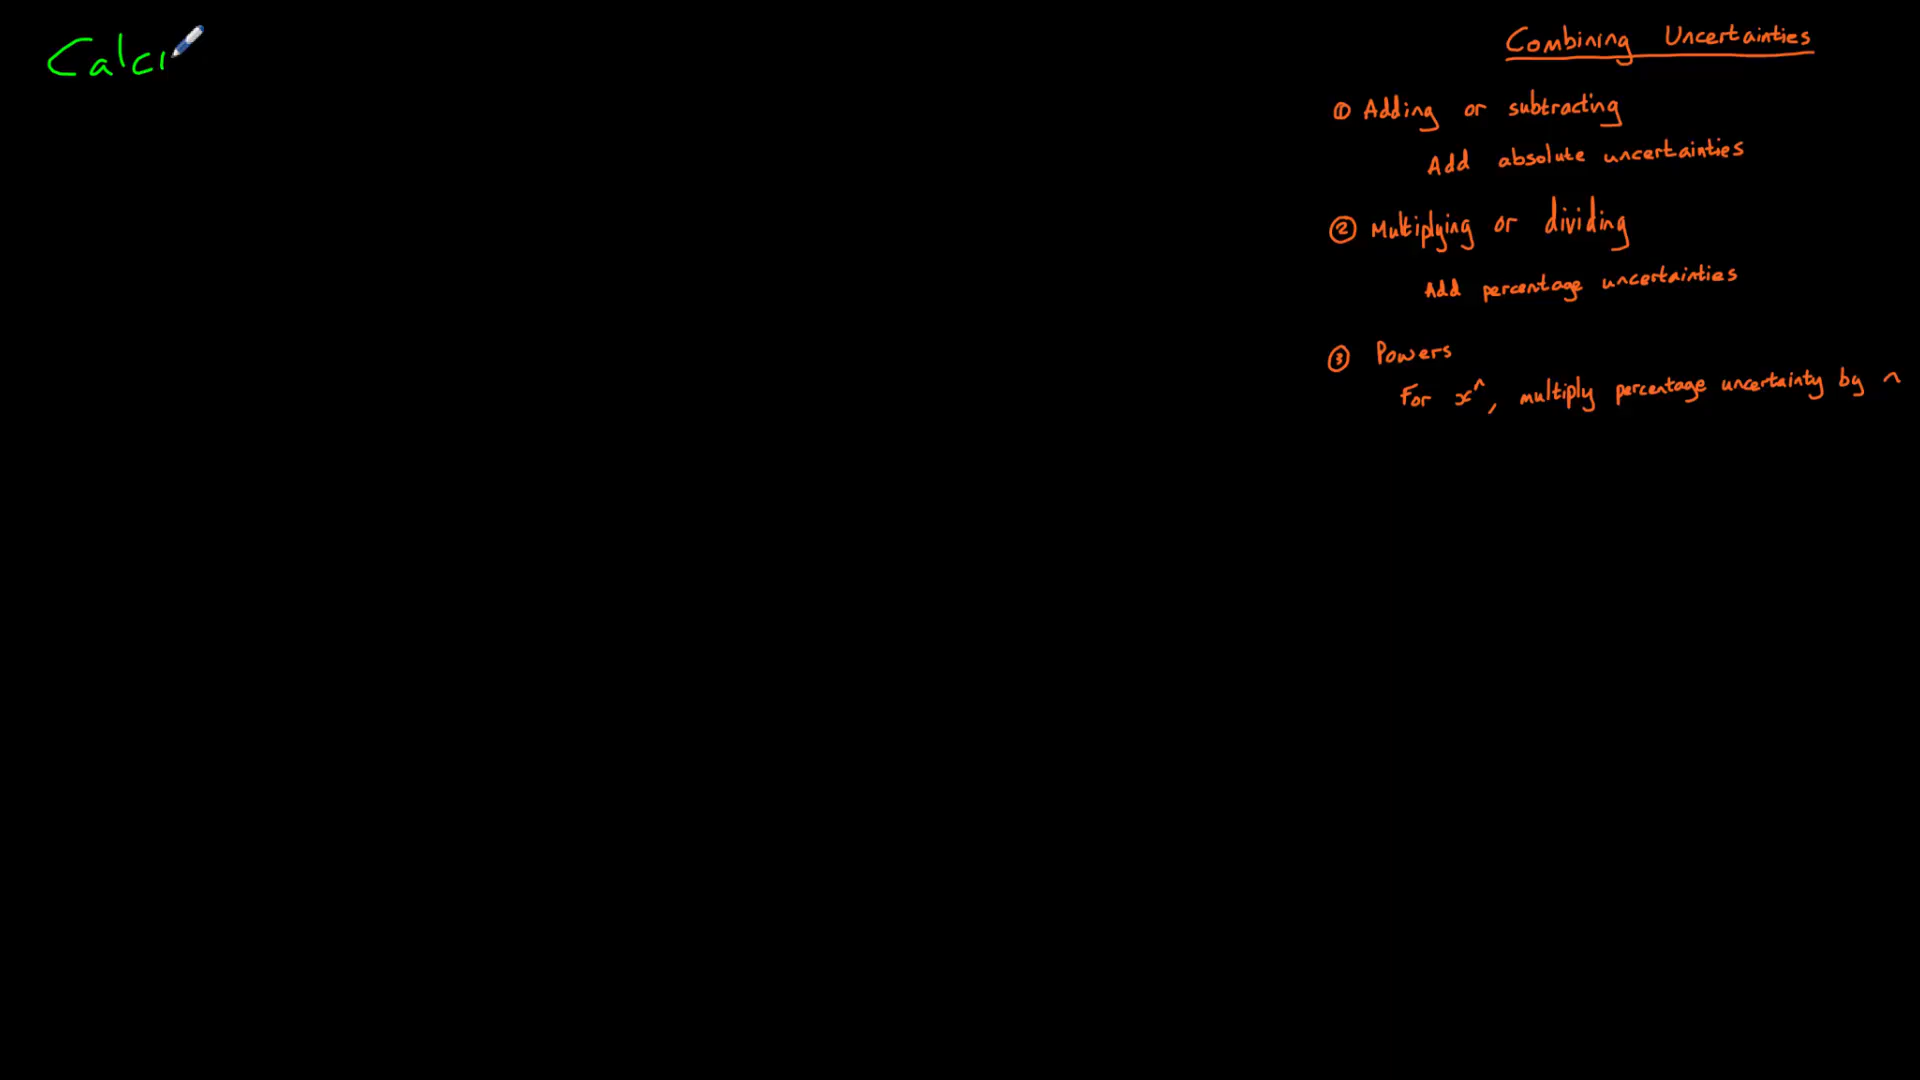 Calcı
Combining Uncertainties
① Adding or subtracting
Add absolute uncertainties
② Multiplying or dividing
Add percentage uncertainties
③ Powers
For xⁿ, multiply percentage uncertainty by n